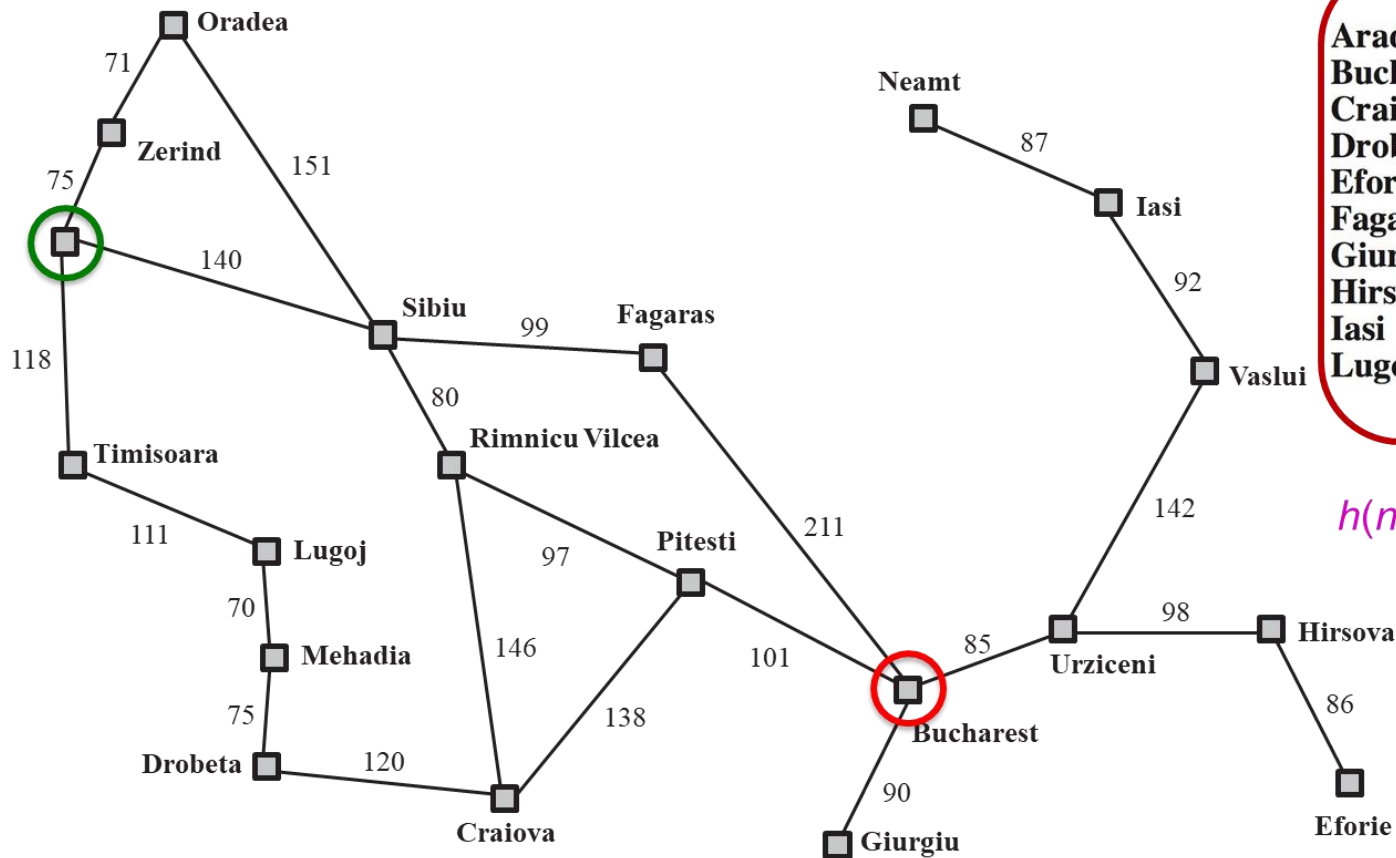 Oradea
71
Neamt
87
Zerind
151
75
Iasi
140
92
Sibiu
Fagaras
99
118
Vaslui
80
Rimnicu Vilcea
Timisoara
142
111
211
Pitesti
Lugoj
97
70
98
Hirsova
146
85
Mehadia
101
Urziceni
86
75
138
Bucharest
Drobeta
120
90
Craiova
Giurgiu
Eforie
Iasi
h(n